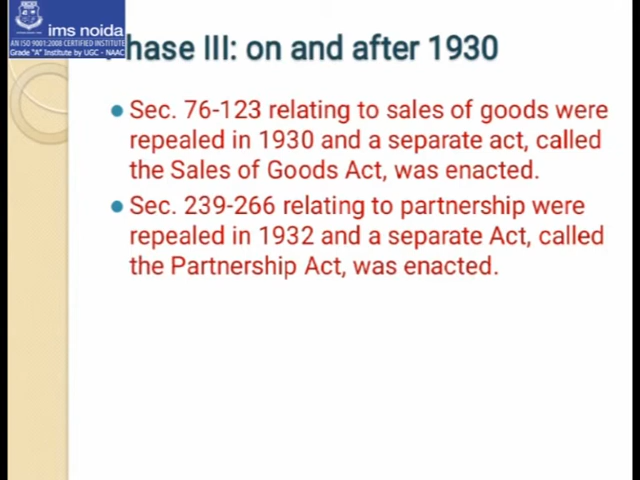 ims noida
AN ISO 9001:2008 CERTIFIED INSTITUTE
Grade "A" Institute by UGC - NAAC
hase III: on and after 1930
Sec. 76-123 relating to sales of goods were
repealed in 1930 and a separate act, called
the Sales of Goods Act, was enacted.
Sec. 239-266 relating to partnership were
repealed in 1932 and a separate Act, called
the Partnership Act, was enacted.